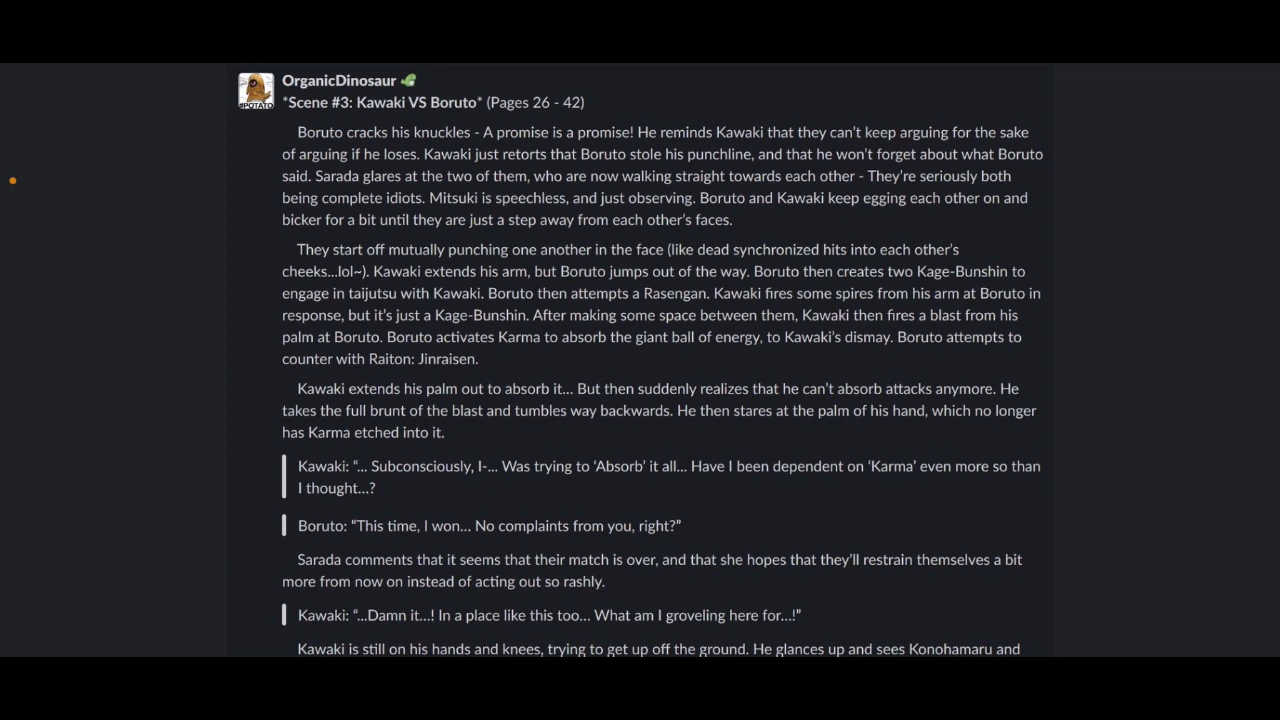 OrganicDinosaur
*Scene #3: Kawaki VS Boruto* (Pages 26 - 42)
Boruto cracks his knuckles - A promise is a promise! He reminds Kawaki that they can't keep arguing for the sake
of arguing if he loses. Kawaki just retorts that Boruto stole his punchline, and that he won't forget about what Boruto
said. Sarada glares at the two of them, who are now walking straight towards each other - They're seriously both
being complete idiots. Mitsuki is speechless, and just observing. Boruto and Kawaki keep egging each other on and
bicker for a bit until they are just a step away from each other's faces.
They start off mutually punching one another in the face (like dead synchronized hits into each other's
cheeks...lol~). Kawaki extends his arm, but Boruto jumps out of the way. Boruto then creates two Kage-Bunshin to
engage in taijutsu with Kawaki. Boruto then attempts a Rasengan. Kawaki fires some spires from his arm at Boruto in
response, but it's just a Kage-Bunshin. After making some space between them, Kawaki then fires a blast from his
palm at Boruto. Boruto activates Karma to absorb the giant ball of energy, to Kawaki's dismay. Boruto attempts to
counter with Raiton: Jinraisen.
Kawaki extends his palm out to absorb it... But then suddenly realizes that he can't absorb attacks anymore. He
takes the full brunt of the blast and tumbles way backwards. He then stares at the palm of his hand, which no longer
has Karma etched into it.
Kawaki: "... Subconsciously, I-... Was trying to 'Absorb' it all... Have I been dependent on 'Karma' even more so than
I thought...?
Boruto: "This time, I won... No complaints from you, right?"
Sarada comments that it seems that their match is over, and that she hopes that they'll restrain themselves a bit
more from now on instead of acting out so rashly.
Kawaki: "...Damn it...! In a place like this too... What am I groveling here for...!"
Kawaki is still on his hands and knees, trying to get up off the ground. He glances up and sees Konohamaru and